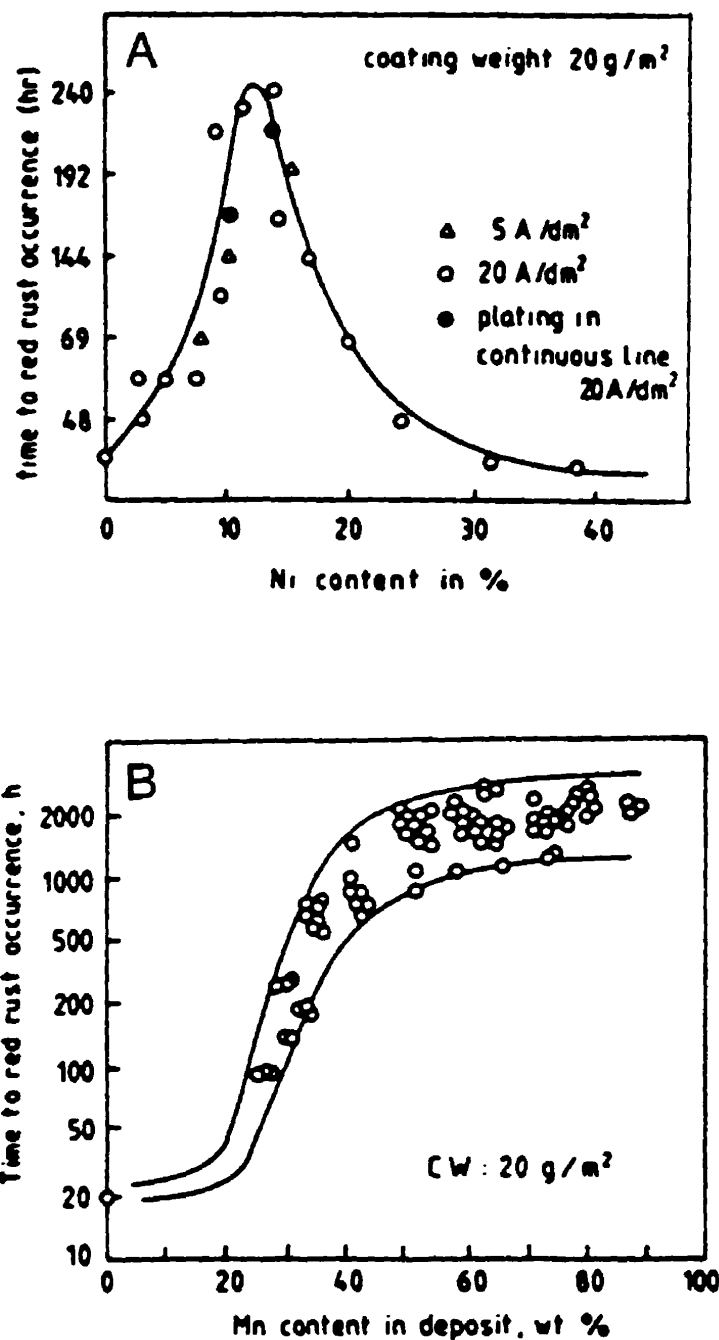 A
coating weight 20 g/m²
240
192
144
69
48
time to red rust occurrence (hr)
△ 5 A/dm²
○ 20 A/dm²
● plating in
continuous line
20 A/dm²
0 10 20 30 40
Ni content in %
B
2000
1000
500
200
100
50
20
10
Time to red rust occurrence, h
CW: 20 g/m²
0 20 40 60 80 100
Mn content in deposit, wt %